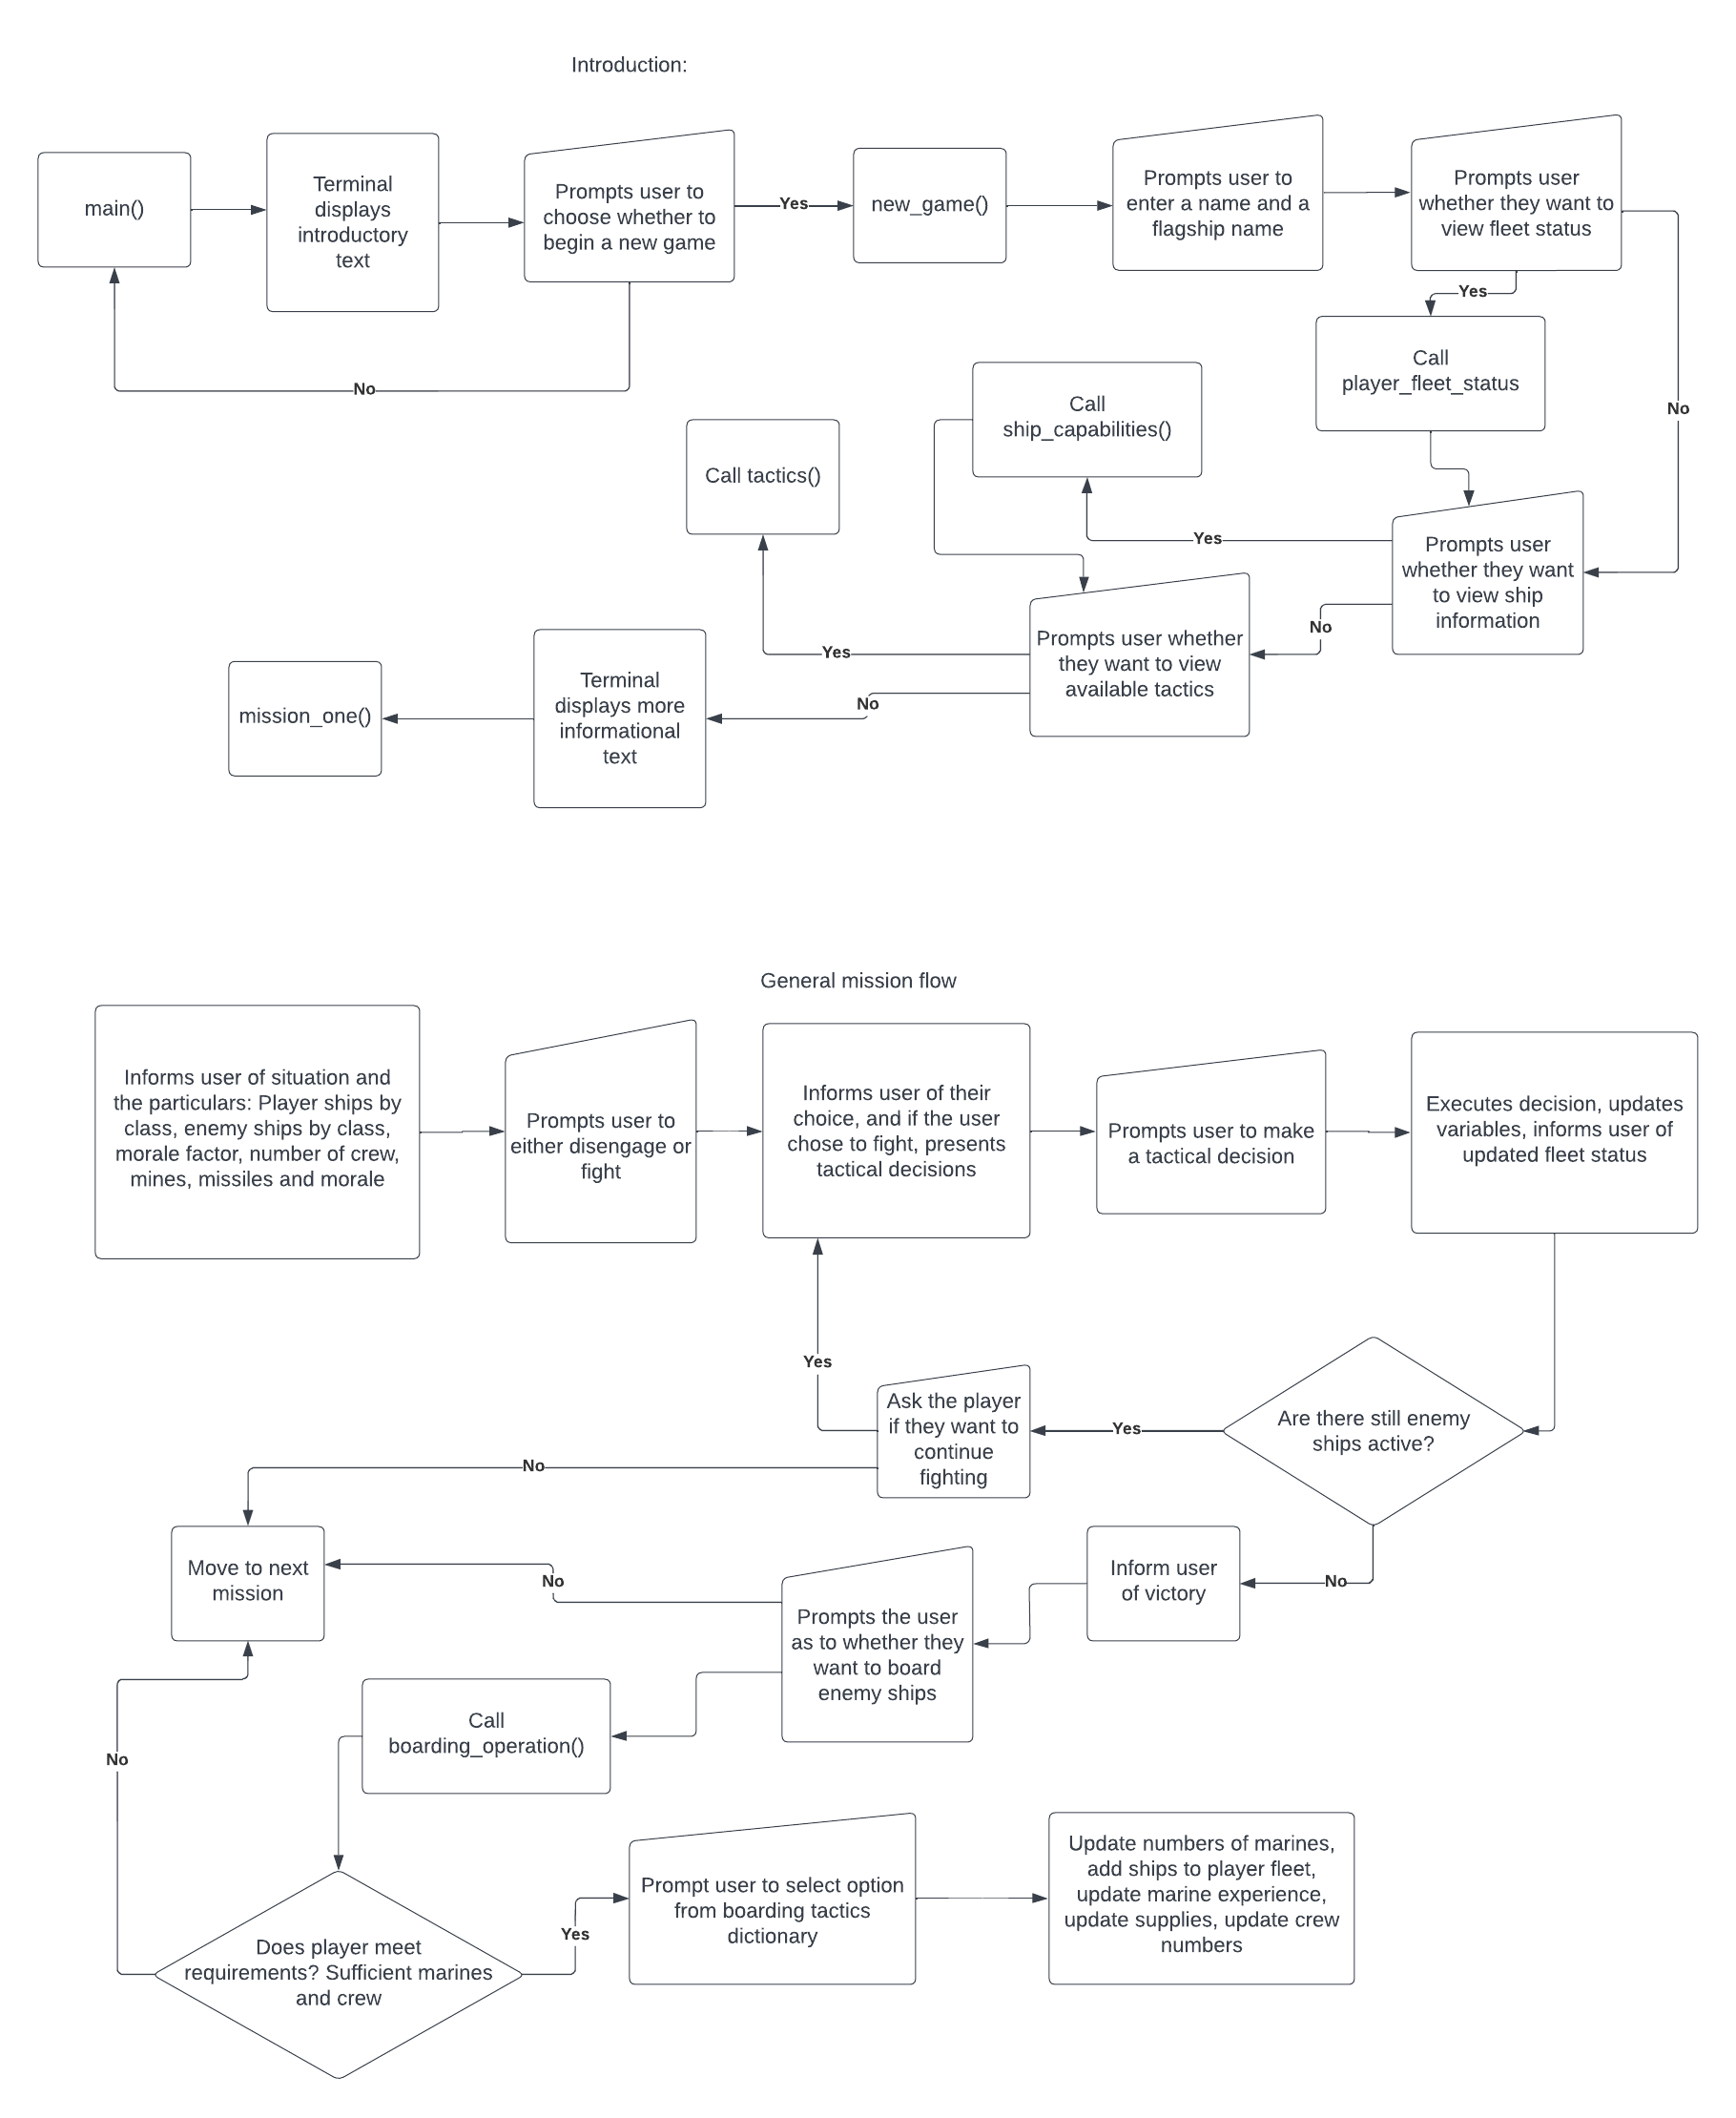 Introduction:
main()
Terminal
displays
introductory
text
Prompts user to
choose whether to
begin a new game
Yes
new_game()
Prompts user to
enter a name and a
flagship name
Prompts user
whether they want to
view fleet status
No
Yes
Call
player_fleet_status
No
Call
ship_capabilities()
Call tactics()
Yes
Prompts user
whether they want
to view ship
information
No
Prompts user whether
they want to view
available tactics
Yes
No
Terminal
displays more
informational
text
mission_one()
General mission flow
Informs user of situation and
the particulars: Player ships by
class, enemy ships by class,
morale factor, number of crew,
mines, missiles and morale
Prompts user to
either disengage or
fight
Informs user of their
choice, and if the user
chose to fight, presents
tactical decisions
Prompts user to make
a tactical decision
Executes decision, updates
variables, informs user of
updated fleet status
Yes
Ask the player
if they want to
continue
fighting
Yes
Are there still enemy
ships active?
No
Move to next
mission
No
Prompts the user
as to whether they
want to board
enemy ships
Inform user
of victory
No
Call
boarding_operation()
No
Does player meet
requirements? Sufficient marines
and crew
Yes
Prompt user to select option
from boarding tactics
dictionary
Update numbers of marines,
add ships to player fleet,
update marine experience,
update supplies, update crew
numbers